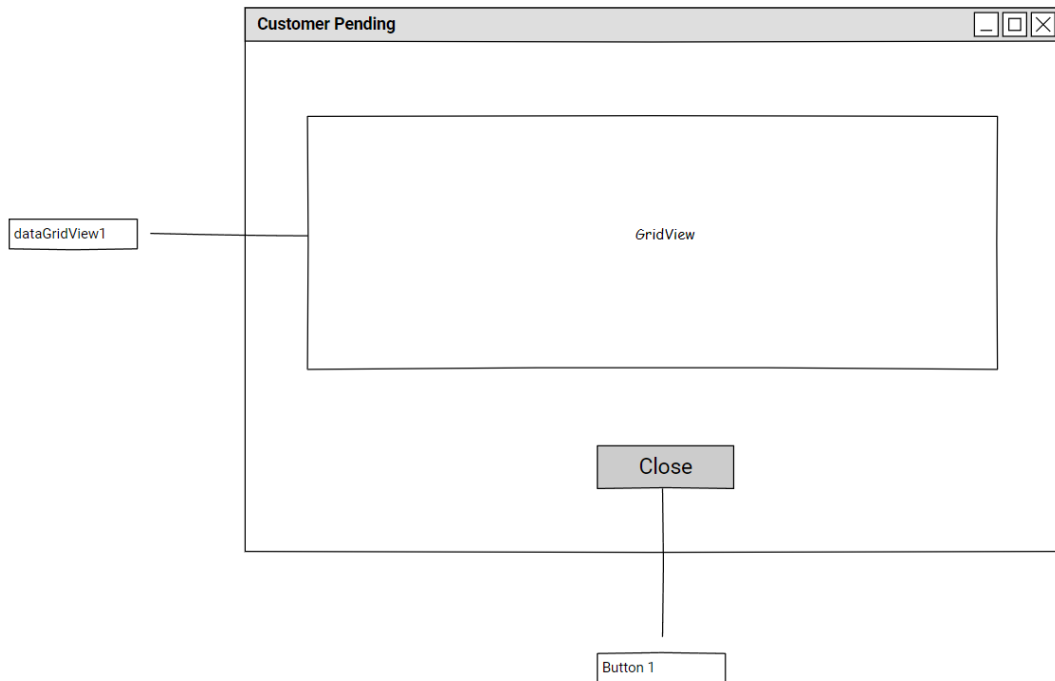 Customer Pending
dataGridView1
GridView
Close
Button 1